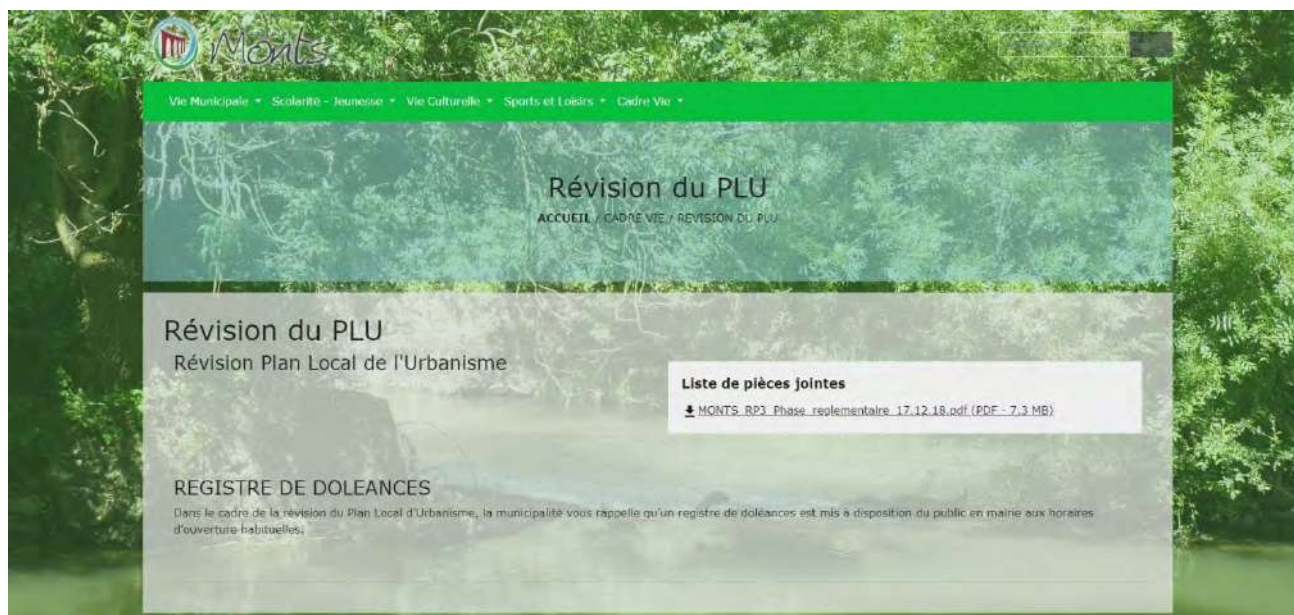 Monts
Vie Municipale Scolarité - Jeunesse Vie Culturelle Sports et Loisirs Cadre Vie
Révision du PLU
ACCUEIL / CADRE VIE / REVISION DU PLU
Révision du PLU
Révision Plan Local de l'Urbanisme
Liste de pièces jointes
MONTS_RP3_Phase_reglementaire_17.12.18.pdf (PDF - 7,3 MB)
REGISTRE DE DOLEANCES
Dans le cadre de la révision du Plan Local d'Urbanisme, la municipalité vous rappelle qu'un registre de doléances est mis à disposition du public en mairie aux horaires
d'ouverture habituelles.